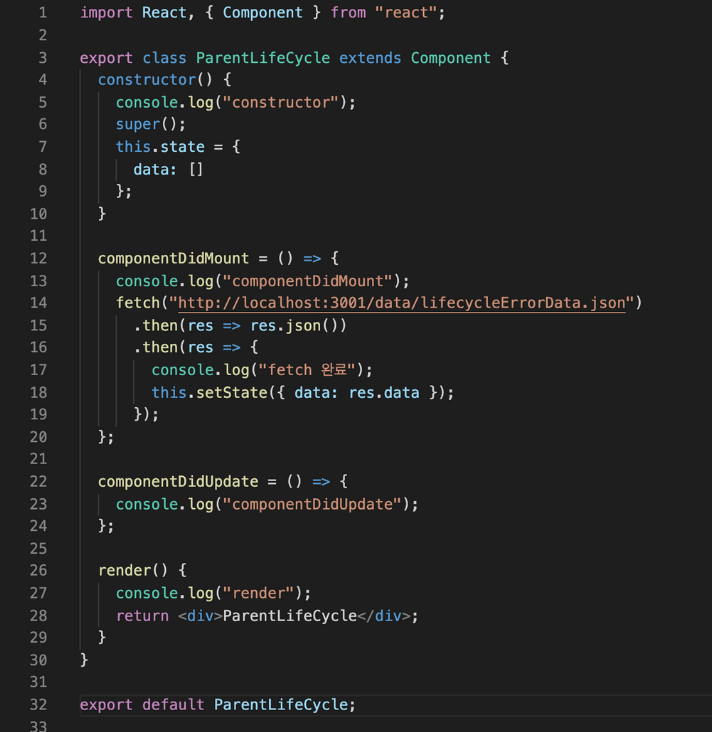 1 import React, { Component } from "react";
2
3 export class ParentLifeCycle extends Component {
4   constructor() {
5     console.log("constructor");
6     super();
7     this.state = {
8       data: []
9     };
10   }
11
12   componentDidMount = () => {
13     console.log("componentDidMount");
14     fetch("http://localhost:3001/data/lifecycleErrorData.json")
15       .then(res => res.json())
16       .then(res => {
17         console.log("fetch 완료");
18         this.setState({ data: res.data });
19       });
20   };
21
22   componentDidUpdate = () => {
23     console.log("componentDidUpdate");
24   };
25
26   render() {
27     console.log("render");
28     return <div>ParentLifeCycle</div>;
29   }
30 }
31
32 export default ParentLifeCycle;
33